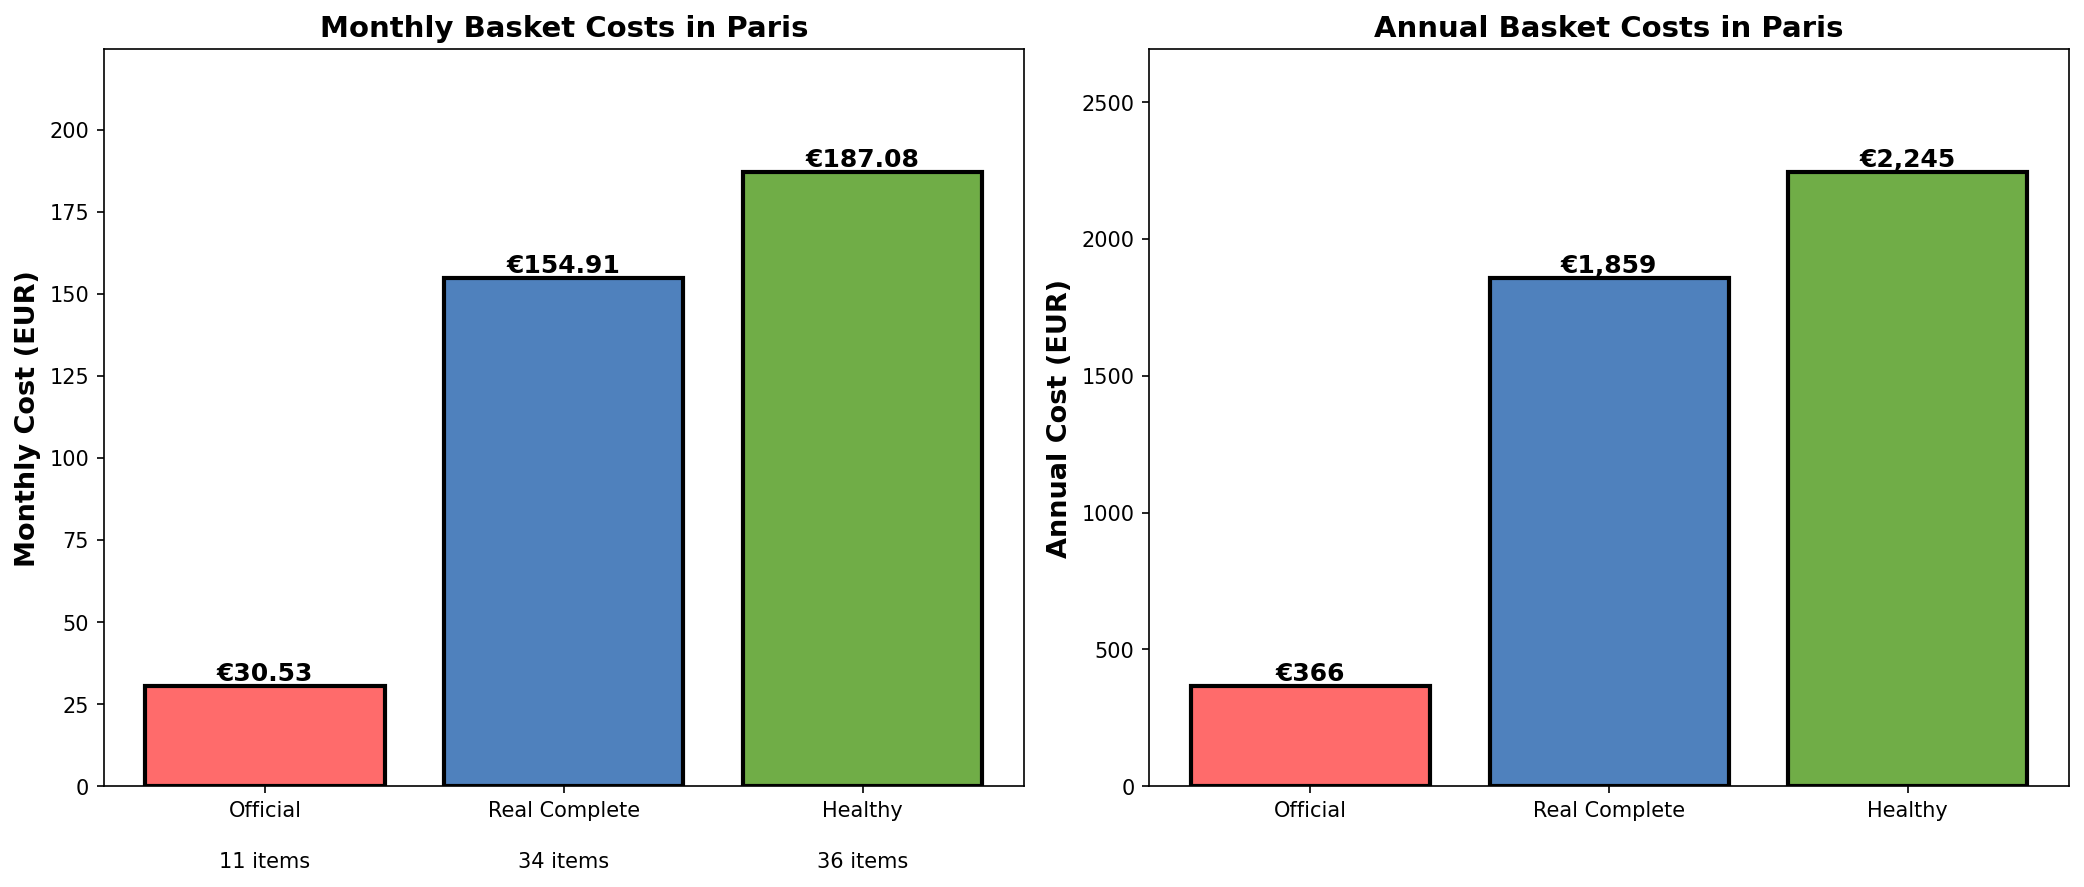 Monthly Basket Costs in Paris
Monthly Cost (EUR)
200
175
150
125
100
75
50
25
0
€30.53
€154.91
€187.08
Official
Real Complete
Healthy
11 items
34 items
36 items
Annual Basket Costs in Paris
Annual Cost (EUR)
2500
2000
1500
1000
500
0
€366
€1,859
€2,245
Official
Real Complete
Healthy